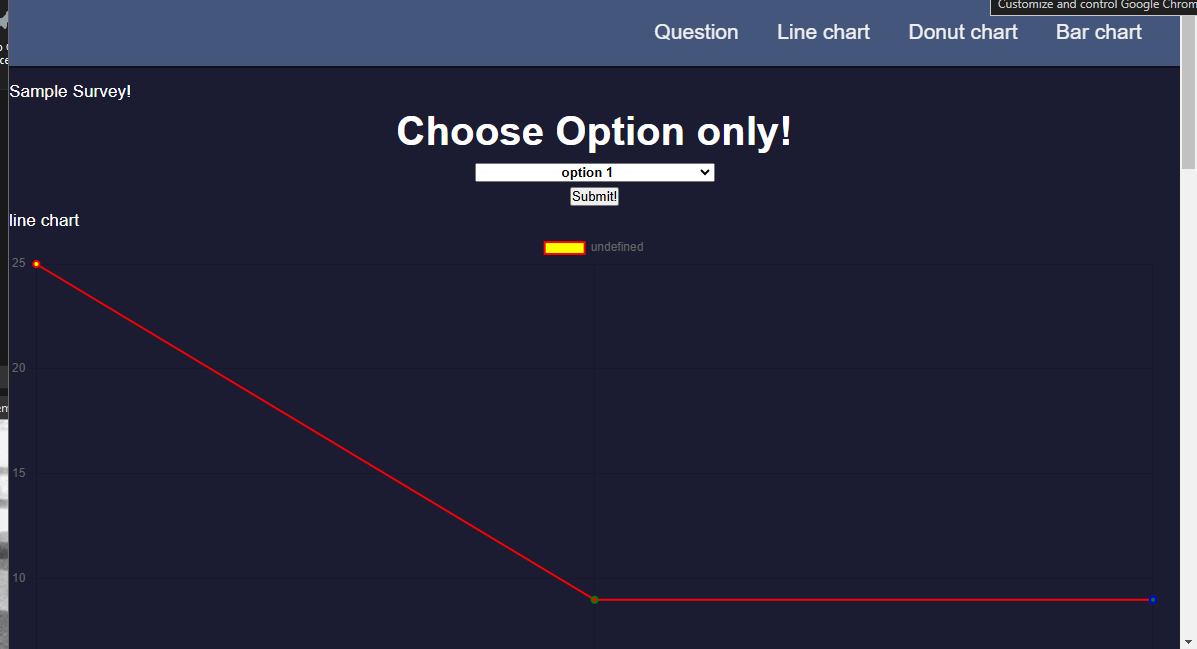 Customize and control Google Chrom
Question Line chart Donut chart Bar chart
Sample Survey!
Choose Option only!
option 1
Submit!
line chart
undefined
25
20
15
10